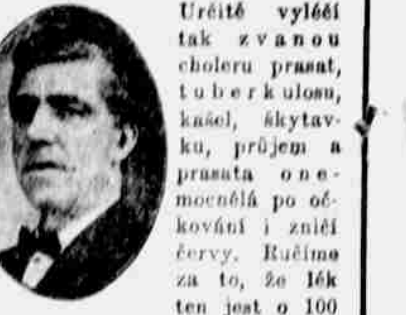 Určitě vyléčí
tak zvanou
choleru prasat,
tuberkulosu,
kašel, škytav-
ku, průjem a
prasata one-
mocnělá po oč-
kování i zničí
červy. Ručíme
za to, že lék
ten jest o 100